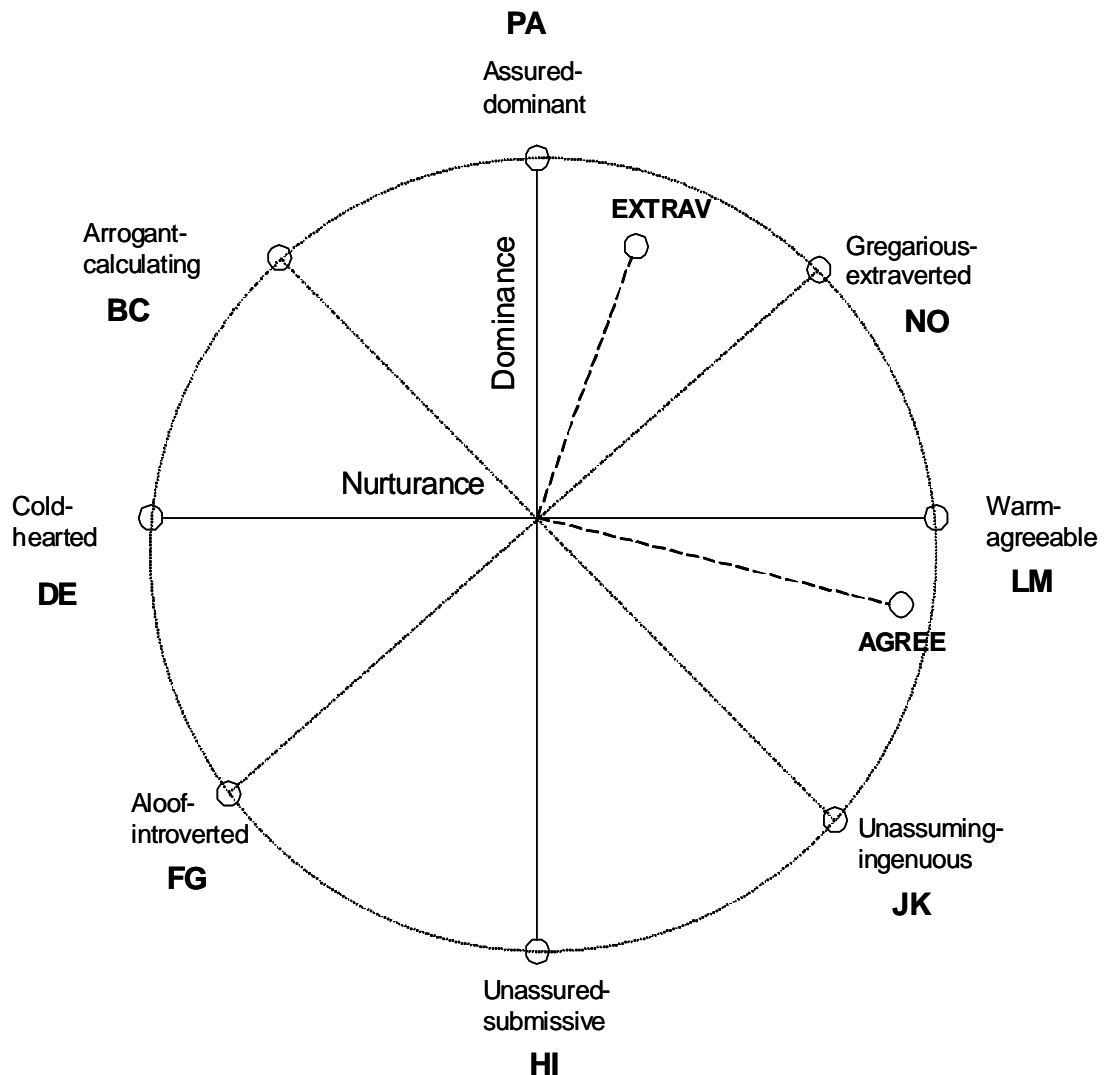 PA
Assured-
dominant
EXTRAV
Arrogant-
calculating
BC
Gregarious-
extraverted
NO
Dominance
Nurturance
Cold-
hearted
DE
Warm-
agreeable
LM
AGREE
Aloof-
introverted
FG
Unassuming-
ingenuous
JK
Unassured-
submissive
HI